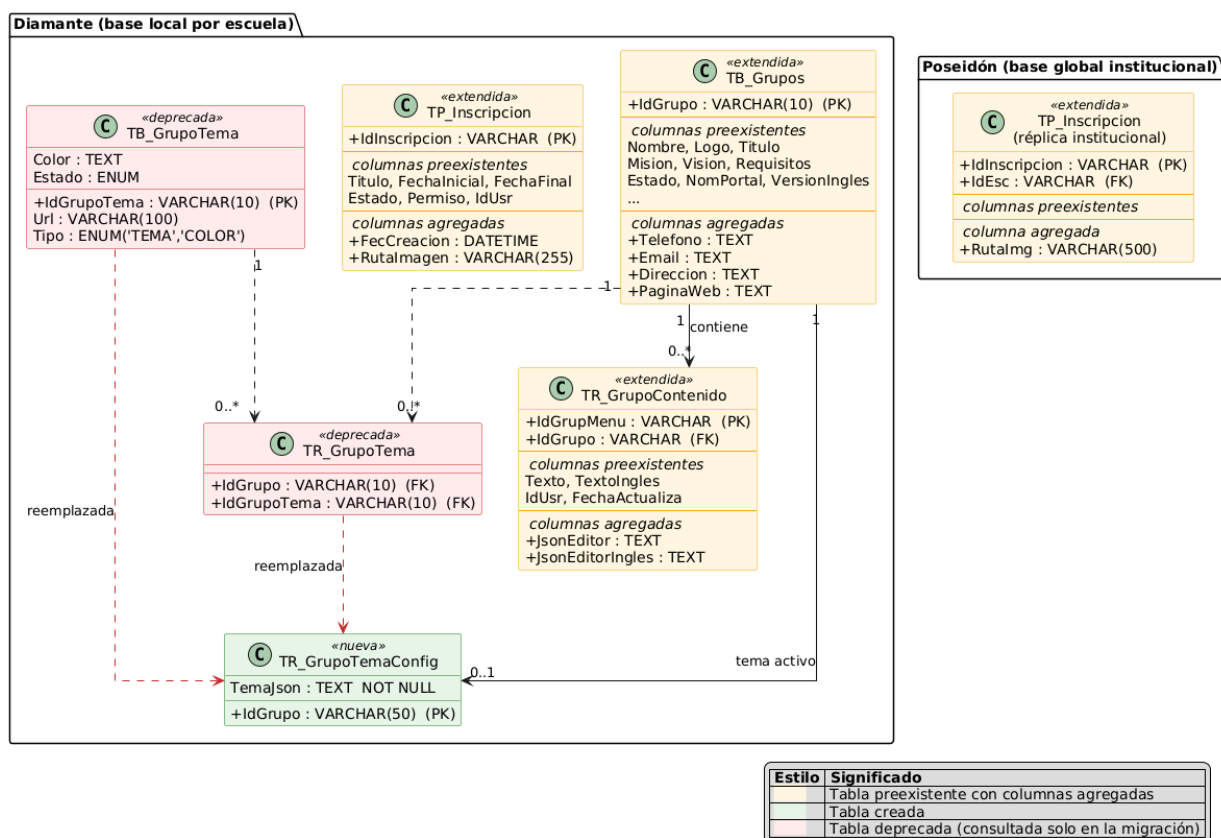 Diamante (base local por escuela)
«deprecada»
C TB_GrupoTema
Color : TEXT
Estado : ENUM
+IdGrupoTema : VARCHAR(10) (PK)
Url : VARCHAR(100)
Tipo : ENUM('TEMA','COLOR')
«extendida»
C TP_Inscripcion
+IdInscripcion : VARCHAR (PK)
columnas preexistentes
Titulo, FechaInicial, FechaFinal
Estado, Permiso, IdUsr
columnas agregadas
+FecCreacion : DATETIME
+RutaImagen : VARCHAR(255)
«extendida»
C TB_Grupos
+IdGrupo : VARCHAR(10) (PK)
columnas preexistentes
Nombre, Logo, Titulo
Mision, Vision, Requisitos
Estado, NomPortal, VersionIngles
...
columnas agregadas
+Telefono : TEXT
+Email : TEXT
+Direccion : TEXT
+PaginaWeb : TEXT
Poseidón (base global institucional)
«extendida»
C TP_Inscripcion
(réplica institucional)
+IdInscripcion : VARCHAR (PK)
+IdEsc : VARCHAR (FK)
columnas preexistentes
columna agregada
+RutaImg : VARCHAR(500)
1
1
1
contiene
1
0..*
0..*
0..*
«deprecada»
C TR_GrupoTema
+IdGrupo : VARCHAR(10) (FK)
+IdGrupoTema : VARCHAR(10) (FK)
«extendida»
C TR_GrupoContenido
+IdGrupMenu : VARCHAR (PK)
+IdGrupo : VARCHAR (FK)
columnas preexistentes
Texto, TextoIngles
IdUsr, FechaActualiza
columnas agregadas
+JsonEditor : TEXT
+JsonEditorIngles : TEXT
reemplazada
reemplazada
«nueva»
C TR_GrupoTemaConfig
TemaJson : TEXT NOT NULL
+IdGrupo : VARCHAR(50) (PK)
0..1
tema activo
Estilo Significado
Tabla preexistente con columnas agregadas
Tabla creada
Tabla deprecada (consultada solo en la migración)